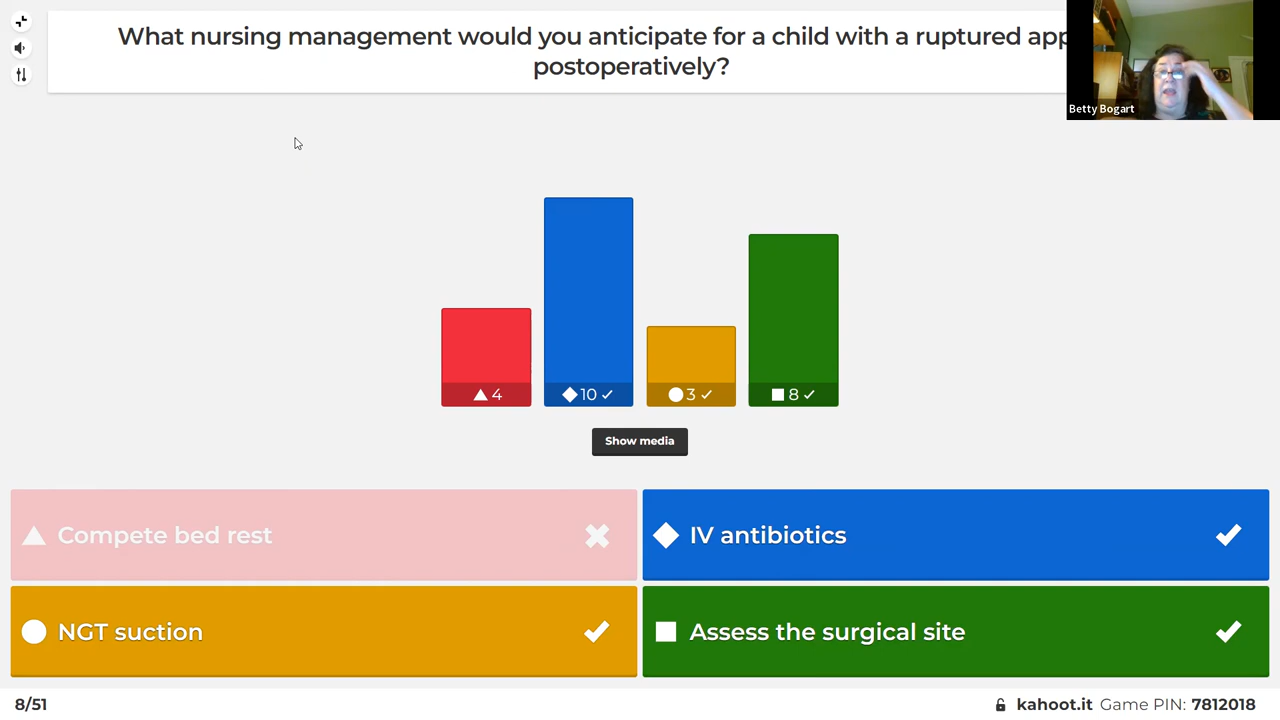 What nursing management would you anticipate for a child with a ruptured app
postoperatively?
Betty Bogart
4
10
3
8
Show media
Compete bed rest
IV antibiotics
NGT suction
Assess the surgical site
8/51
kahoot.it Game PIN: 7812018